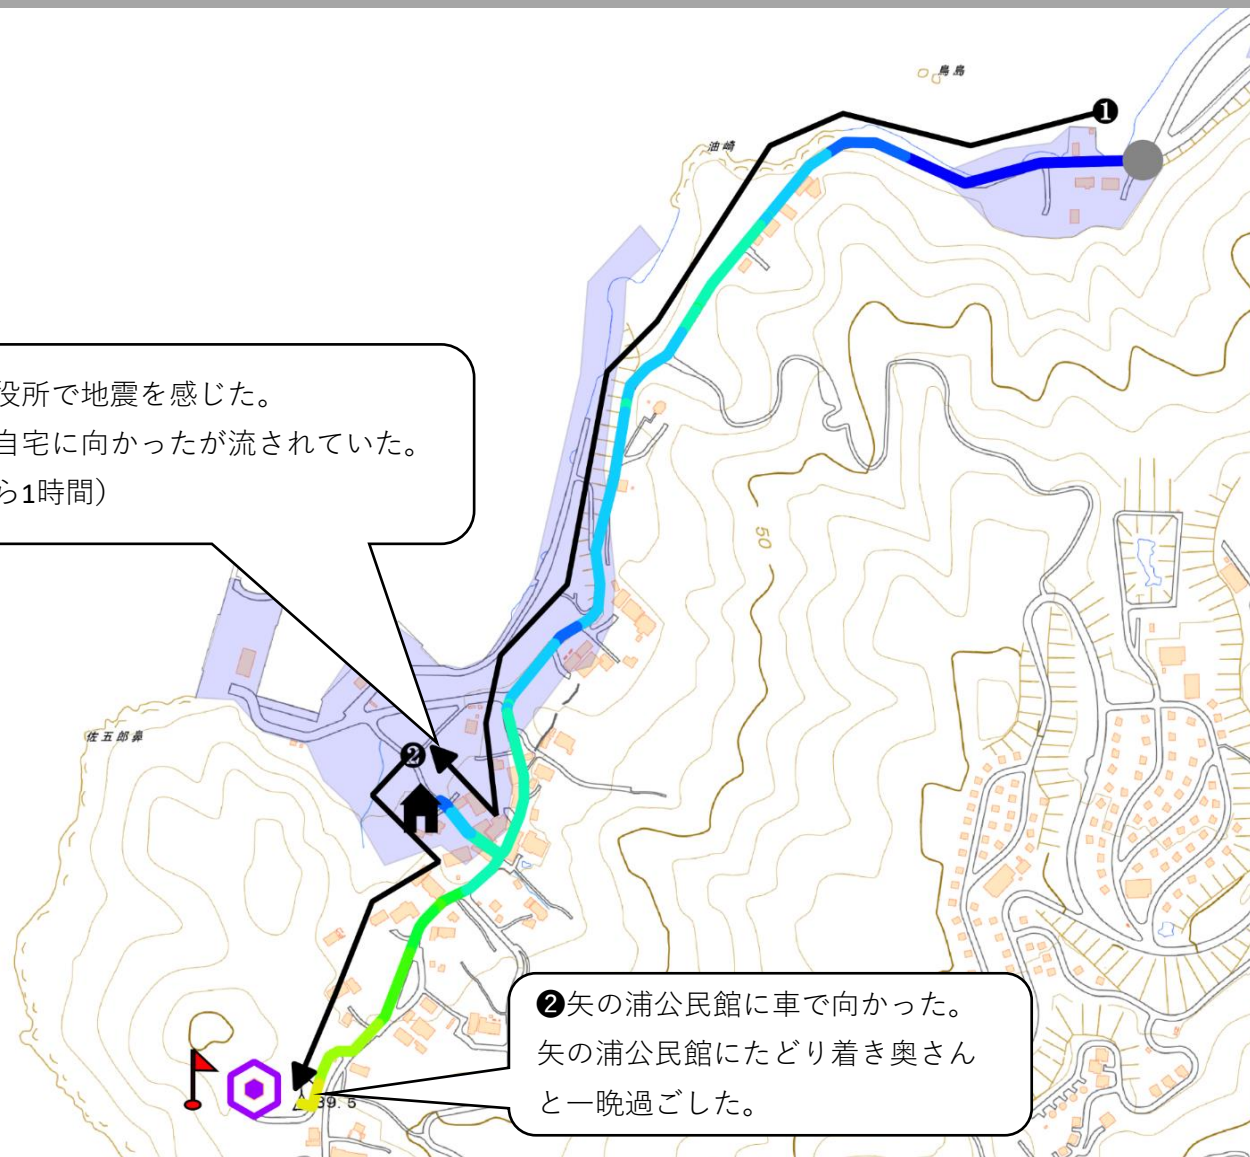 鳥島
❶
油崎
役所で地震を感じた。
自宅に向かったが流されていた。
ら1時間）
50
佐五郎鼻
❷
❷矢の浦公民館に車で向かった。
矢の浦公民館にたどり着き奥さん
と一晩過ごした。
39.5